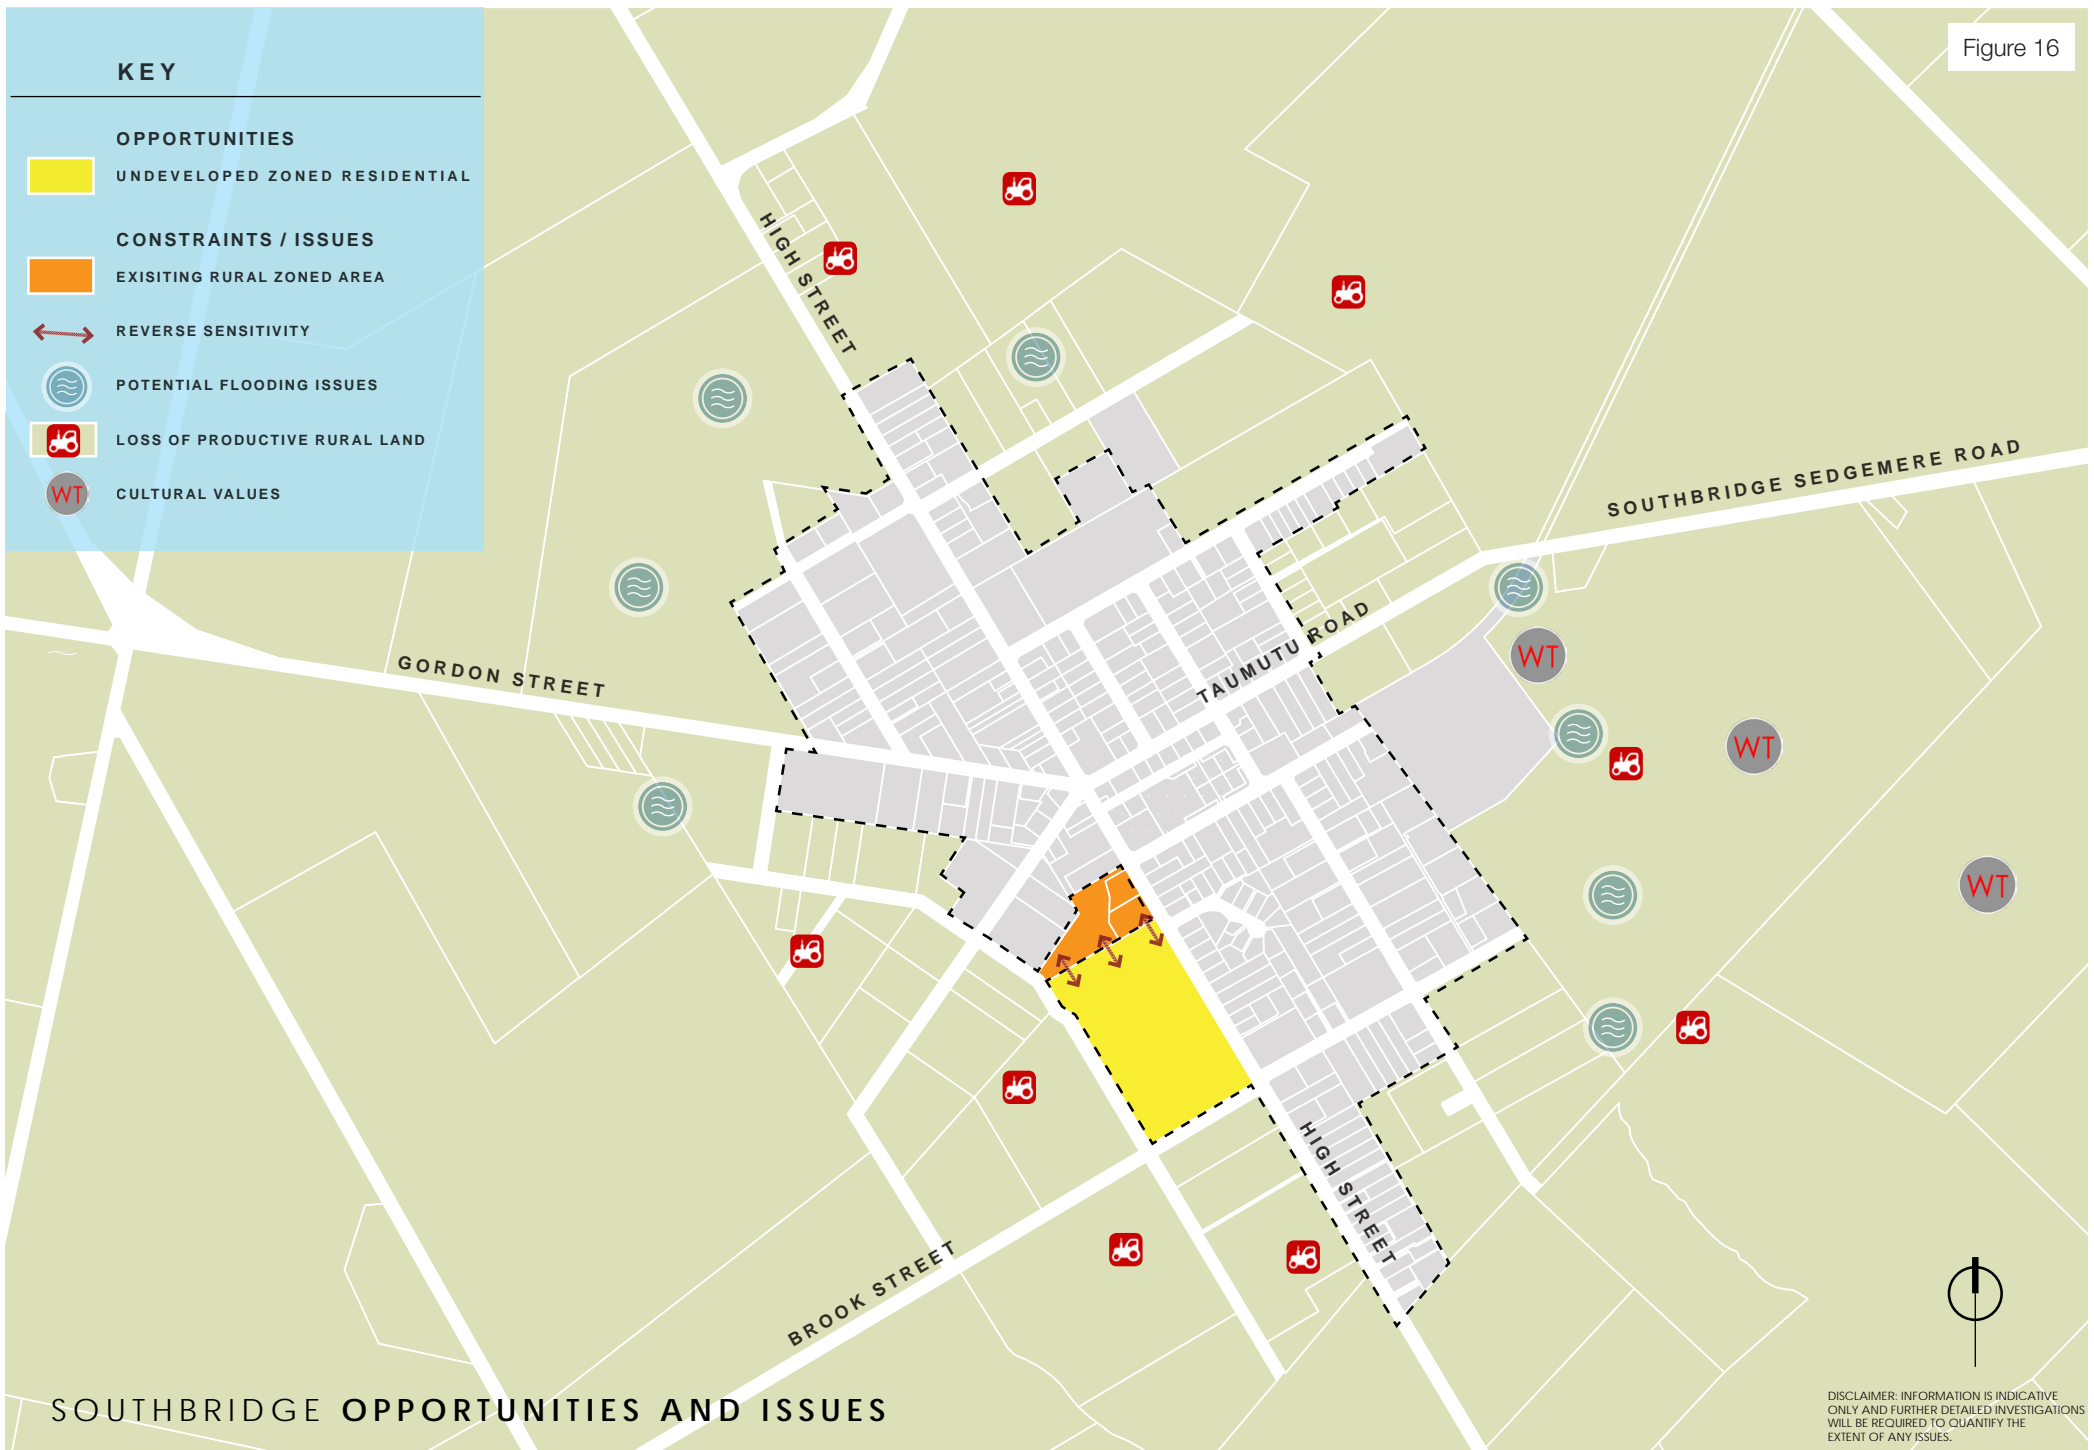 Figure 16
KEY
OPPORTUNITIES
UNDEVELOPED ZONED RESIDENTIAL
CONSTRAINTS / ISSUES
EXISITING RURAL ZONED AREA
REVERSE SENSITIVITY
POTENTIAL FLOODING ISSUES
LOSS OF PRODUCTIVE RURAL LAND
WT
CULTURAL VALUES
HIGH STREET
SOUTHBRIDGE SEDGEMERE ROAD
GORDON STREET
TAUMUTU ROAD
WT
WT
WT
HIGH STREET
BROOK STREET
SOUTHBRIDGE OPPORTUNITIES AND ISSUES
DISCLAIMER: INFORMATION IS INDICATIVE
ONLY AND FURTHER DETAILED INVESTIGATIONS
WILL BE REQUIRED TO QUANTIFY THE
EXTENT OF ANY ISSUES.